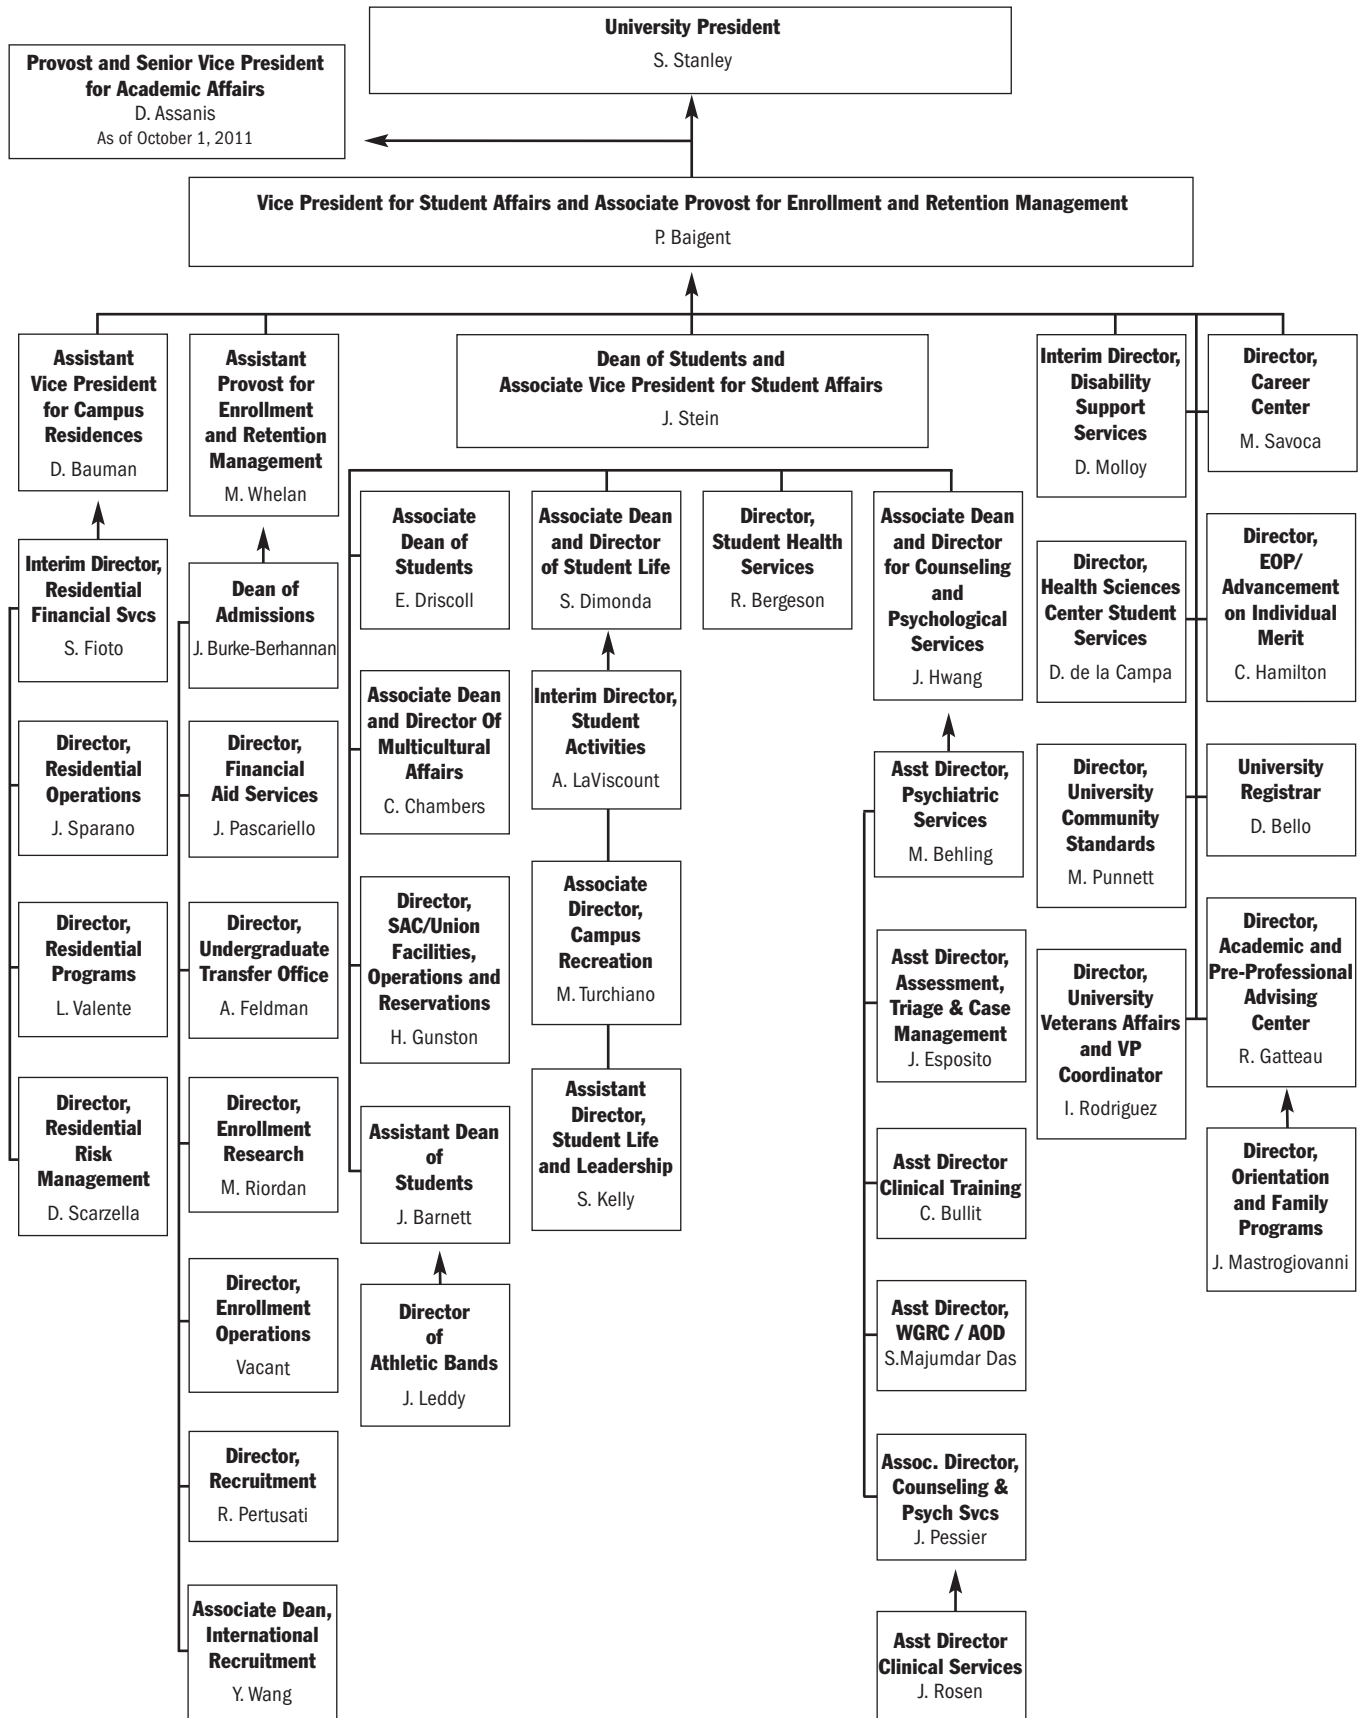 University President
S. Stanley
Provost and Senior Vice President
for Academic Affairs
D. Assanis
As of October 1, 2011
Vice President for Student Affairs and Associate Provost for Enrollment and Retention Management
P. Baigent
Assistant
Vice President
for Campus
Residences
D. Bauman
Interim Director,
Residential
Financial Svcs
S. Fioto
Director,
Residential
Operations
J. Sparano
Director,
Residential
Programs
L. Valente
Director,
Residential
Risk
Management
D. Scarzella
Assistant
Provost for
Enrollment
and Retention
Management
M. Whelan
Dean of
Admissions
J. Burke-Berhannan
Director,
Financial
Aid Services
J. Pascariello
Director,
Undergraduate
Transfer Office
A. Feldman
Director,
Enrollment
Research
M. Riordan
Director,
Enrollment
Operations
Vacant
Director,
Recruitment
R. Pertusati
Associate Dean,
International
Recruitment
Y. Wang
Dean of Students and
Associate Vice President for Student Affairs
J. Stein
Associate
Dean of
Students
E. Driscoll
Associate Dean
and Director Of
Multicultural
Affairs
C. Chambers
Director,
SAC/Union
Facilities,
Operations and
Reservations
H. Gunston
Assistant Dean
of
Students
J. Barnett
Director
of
Athletic Bands
J. Leddy
Associate Dean
and Director
of Student Life
S. Dimonda
Interim Director,
Student
Activities
A. LaViscount
Associate
Director,
Campus
Recreation
M. Turchiano
Assistant
Director,
Student Life
and Leadership
S. Kelly
Director,
Student Health
Services
R. Bergeson
Associate Dean
and Director
for Counseling
and
Psychological
Services
J. Hwang
Asst Director,
Psychiatric
Services
M. Behling
Asst Director,
Assessment,
Triage & Case
Management
J. Esposito
Asst Director
Clinical Training
C. Bullit
Asst Director,
WGRC / AOD
S.Majumdar Das
Assoc. Director,
Counseling &
Psych Svcs
J. Pessier
Asst Director
Clinical Services
J. Rosen
Interim Director,
Disability
Support
Services
D. Molloy
Director,
Health Sciences
Center Student
Services
D. de la Campa
Director,
University
Community
Standards
M. Punnett
Director,
University
Veterans Affairs
and VP
Coordinator
I. Rodriguez
Director,
Career
Center
M. Savoca
Director,
EOP/
Advancement
on Individual
Merit
C. Hamilton
University
Registrar
D. Bello
Director,
Academic and
Pre-Professional
Advising
Center
R. Gatteau
Director,
Orientation
and Family
Programs
J. Mastrogiovanni